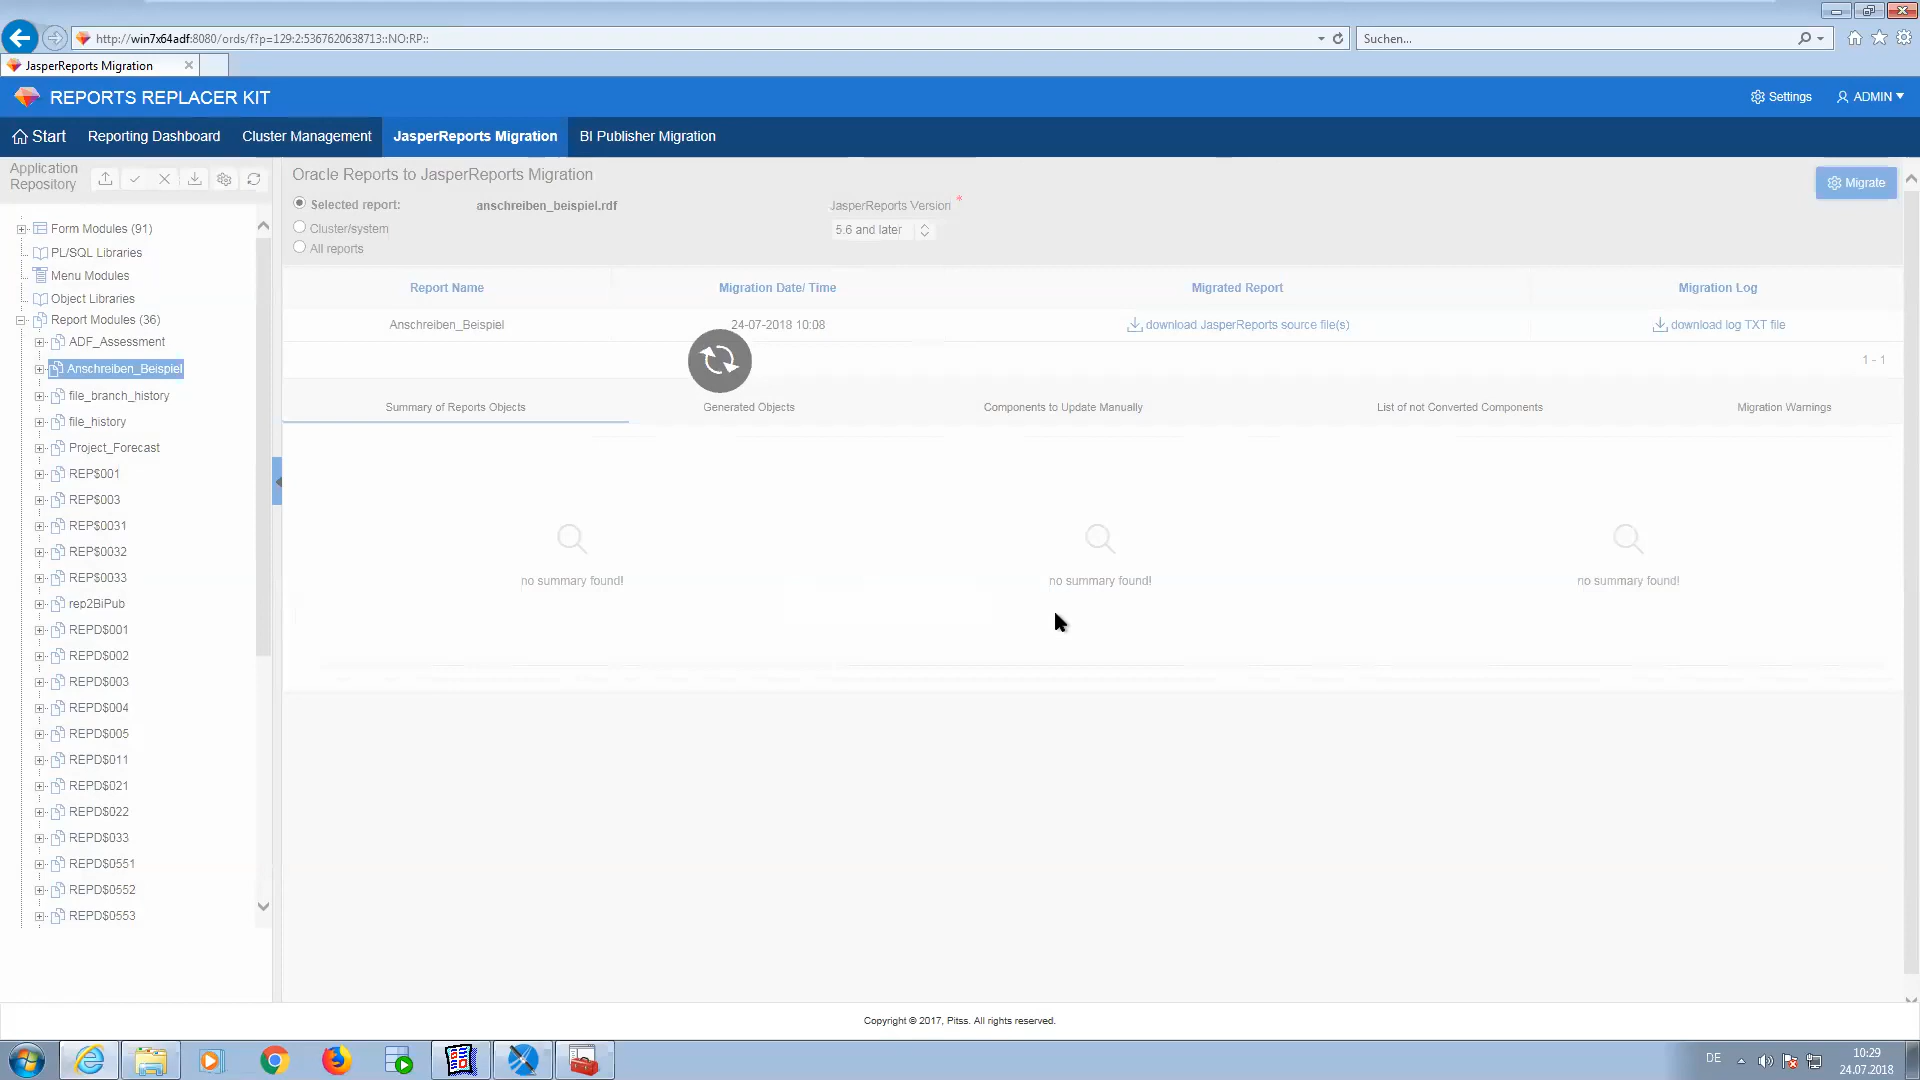 http://win7x64adf:8080/ords/f?p=129:2:5367620638713::NO:RP::
Suchen...
JasperReports Migration
REPORTS REPLACER KIT
Settings
ADMIN
Start
Reporting Dashboard
Cluster Management
JasperReports Migration
BI Publisher Migration
Application
Repository
Form Modules (91)
PL/SQL Libraries
Menu Modules
Object Libraries
Report Modules (36)
ADF_Assessment
Anschreiben_Beispiel
file_branch_history
file_history
Project_Forecast
REP$001
REP$003
REP$0031
REP$0032
REP$0033
rep2BiPub
REPD$001
REPD$002
REPD$003
REPD$004
REPD$005
REPD$011
REPD$021
REPD$022
REPD$033
REPD$0551
REPD$0552
REPD$0553
Oracle Reports to JasperReports Migration
Migrate
Selected report:
anschreiben_beispiel.rdf
JasperReports Version *
Cluster/system
5.6 and later
All reports
Report Name
Migration Date/ Time
Migrated Report
Migration Log
Anschreiben_Beispiel
24-07-2018 10:08
download JasperReports source file(s)
download log TXT file
1 - 1
Summary of Reports Objects
Generated Objects
Components to Update Manually
List of not Converted Components
Migration Warnings
no summary found!
no summary found!
no summary found!
Copyright © 2017, Pitss. All rights reserved.
DE
10:29
24.07.2018